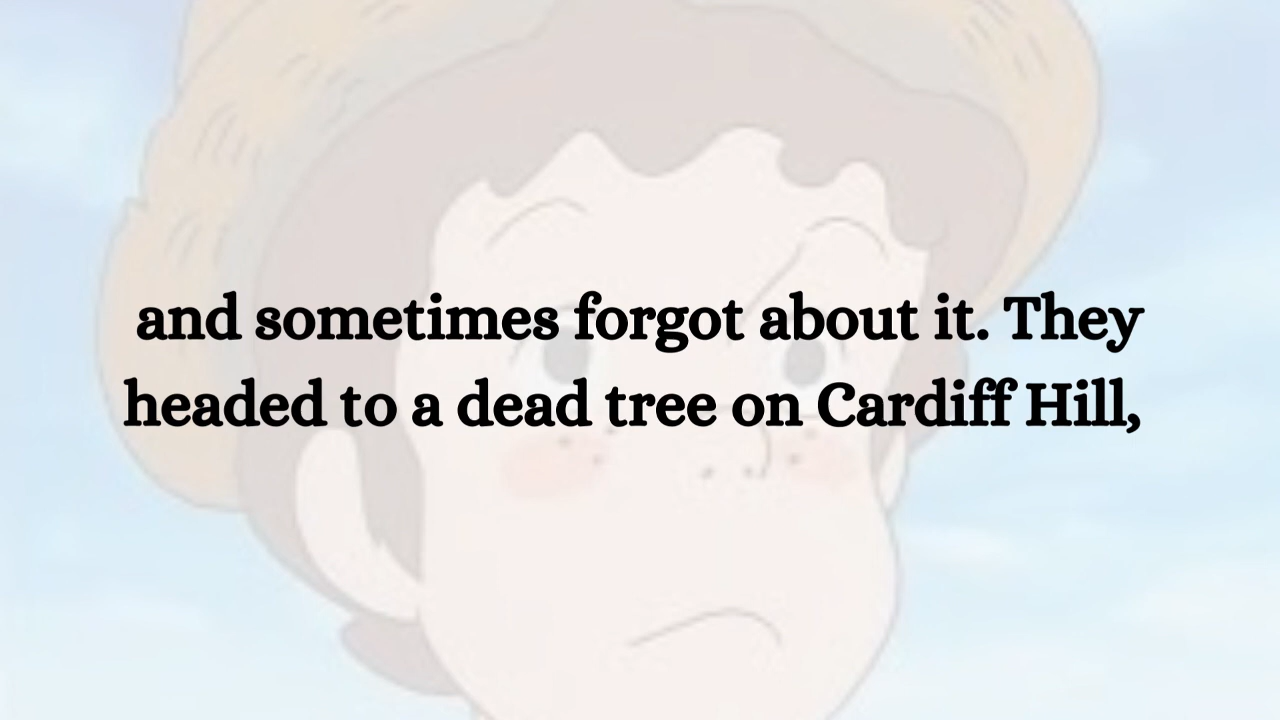 and sometimes forgot about it. They
headed to a dead tree on Cardiff Hill,